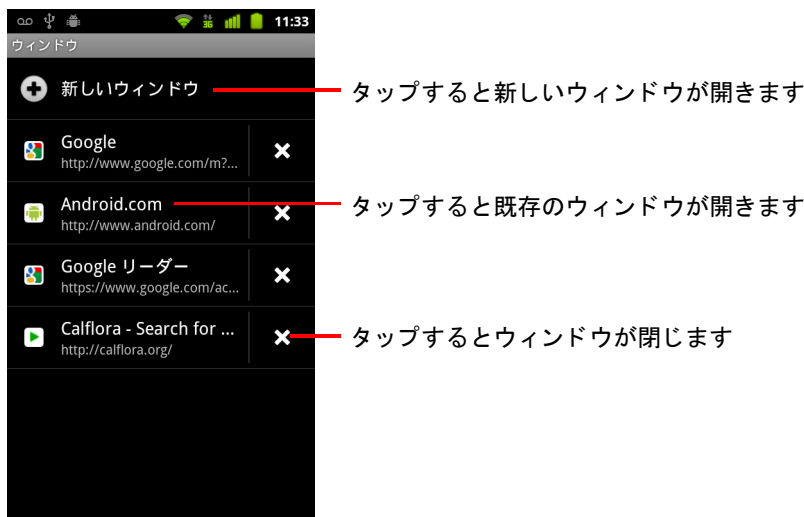 3G 11:33
ウィンドウ
新しいウィンドウ
タップすると新しいウィンドウが開きます
Google
http://www.google.com/m?...
Android.com
http://www.android.com/
タップすると既存のウィンドウが開きます
Google リーダー
https://www.google.com/ac...
Calflora - Search for ...
http://calflora.org/
タップするとウィンドウが閉じます